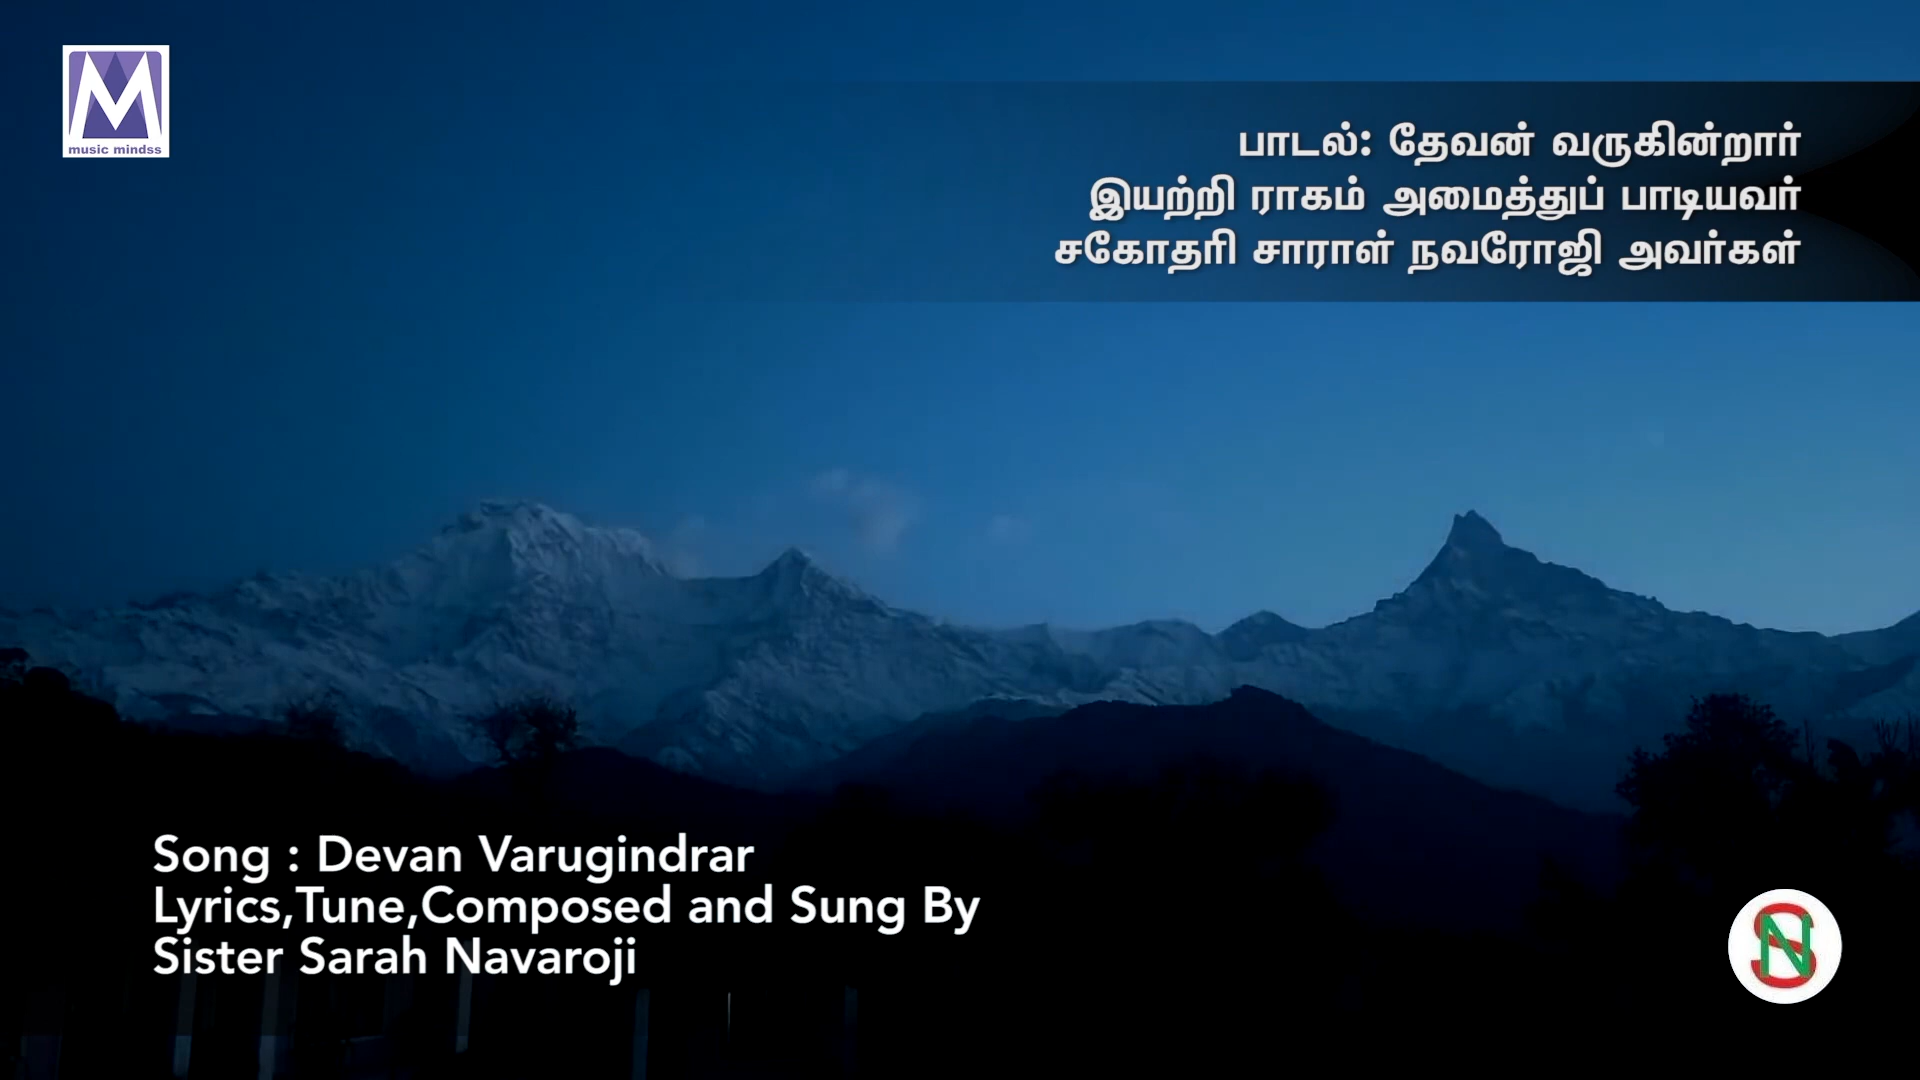 M
music mindss
பாடல்: தேவன் வருகின்றார்
இயற்றி ராகம் அமைத்துப் பாடியவர்
சகோதரி சாராள் நவரோஜி அவர்கள்
Song : Devan Varugindrar
Lyrics,Tune,Composed and Sung By
Sister Sarah Navaroji
SN